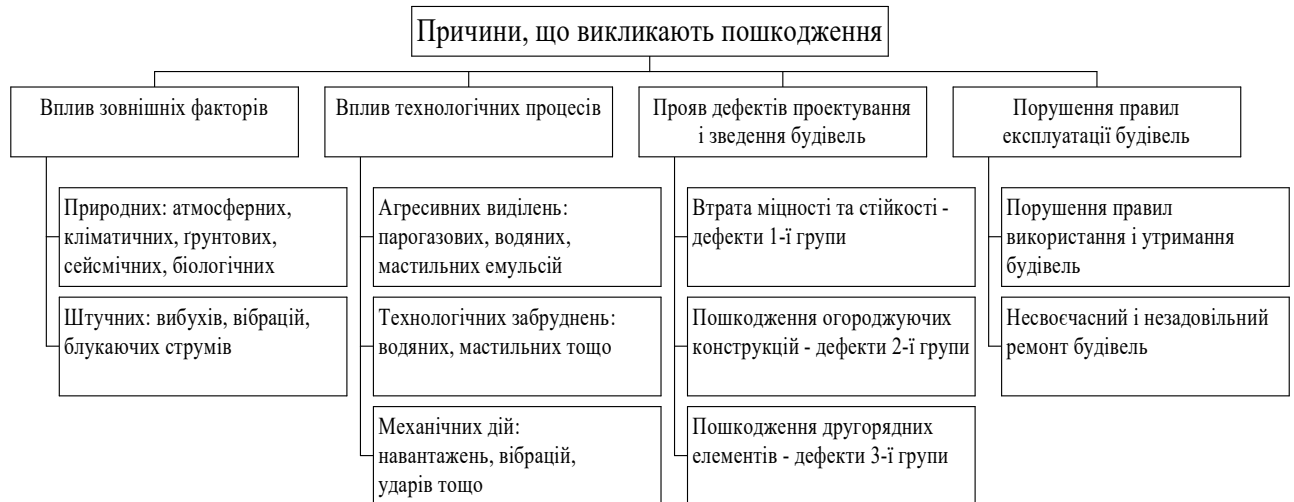 Причини, що викликають пошкодження
Вплив зовнішніх факторів
Природних: атмосферних,
кліматичних, ґрунтових,
сейсмічних, біологічних
Штучних: вибухів, вібрацій,
блукаючих струмів
Вплив технологічних процесів
Агресивних виділень:
парогазових, водяних,
мастильних емульсій
Технологічних забруднень:
водяних, мастильних тощо
Механічних дій:
навантажень, вібрацій,
ударів тощо
Прояв дефектів проектування
і зведення будівель
Втрата міцності та стійкості -
дефекти 1-ї групи
Пошкодження огороджуючих
конструкцій - дефекти 2-ї групи
Пошкодження другорядних
елементів - дефекти 3-ї групи
Порушення правил
експлуатації будівель
Порушення правил
використання і утримання
будівель
Несвоєчасний і незадовільний
ремонт будівель